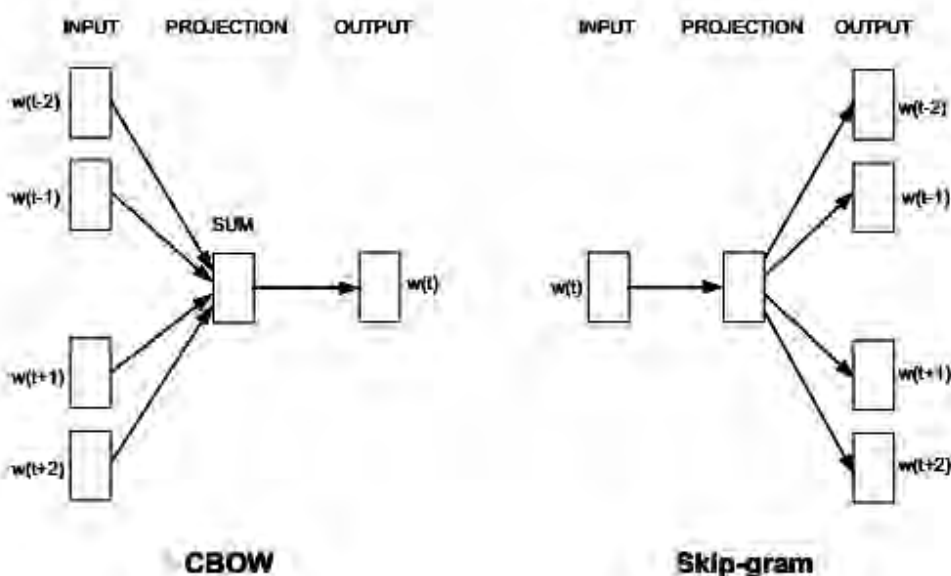 INPUT PROJECTION OUTPUT
w(t-2)
w(t-1)
SUM
w(t)
w(t+1)
w(t+2)
CBOW
INPUT PROJECTION OUTPUT
w(t-2)
w(t-1)
w(t)
w(t+1)
w(t+2)
Skip-gram